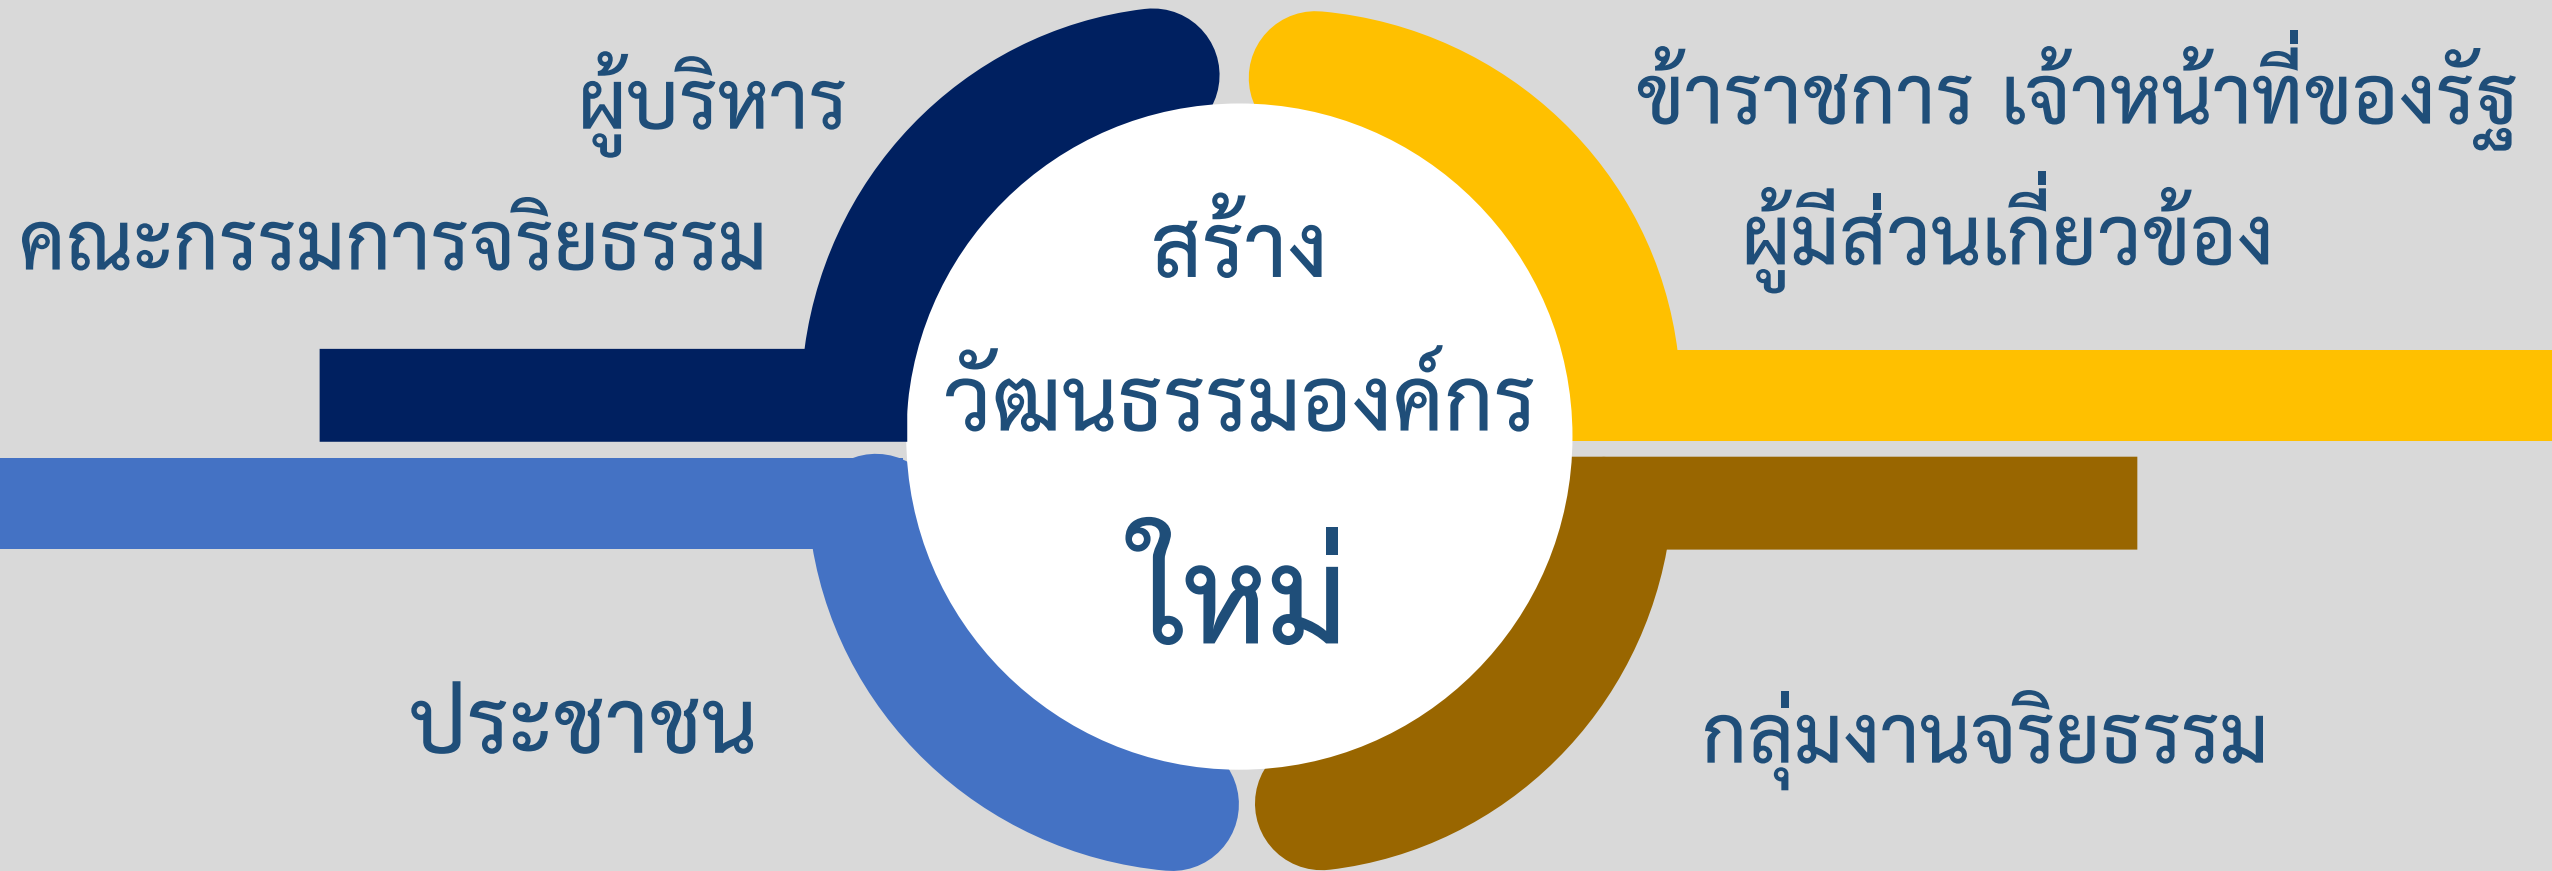 ผู้บริหาร
คณะกรรมการจริยธรรม
ข้าราชการ เจ้าหน้าที่ของรัฐ
ผู้มีส่วนเกี่ยวข้อง
สร้าง
วัฒนธรรมองค์กร
ใหม่
ประชาชน
กลุ่มงานจริยธรรม